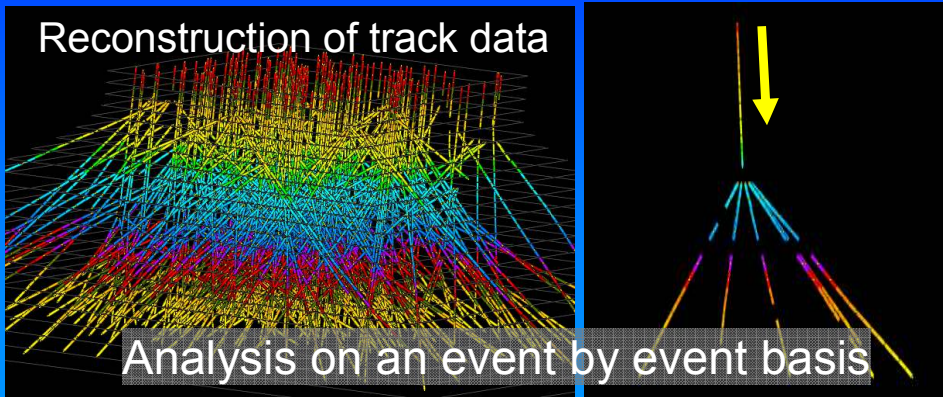 Reconstruction of track data
Analysis on an event by event basis